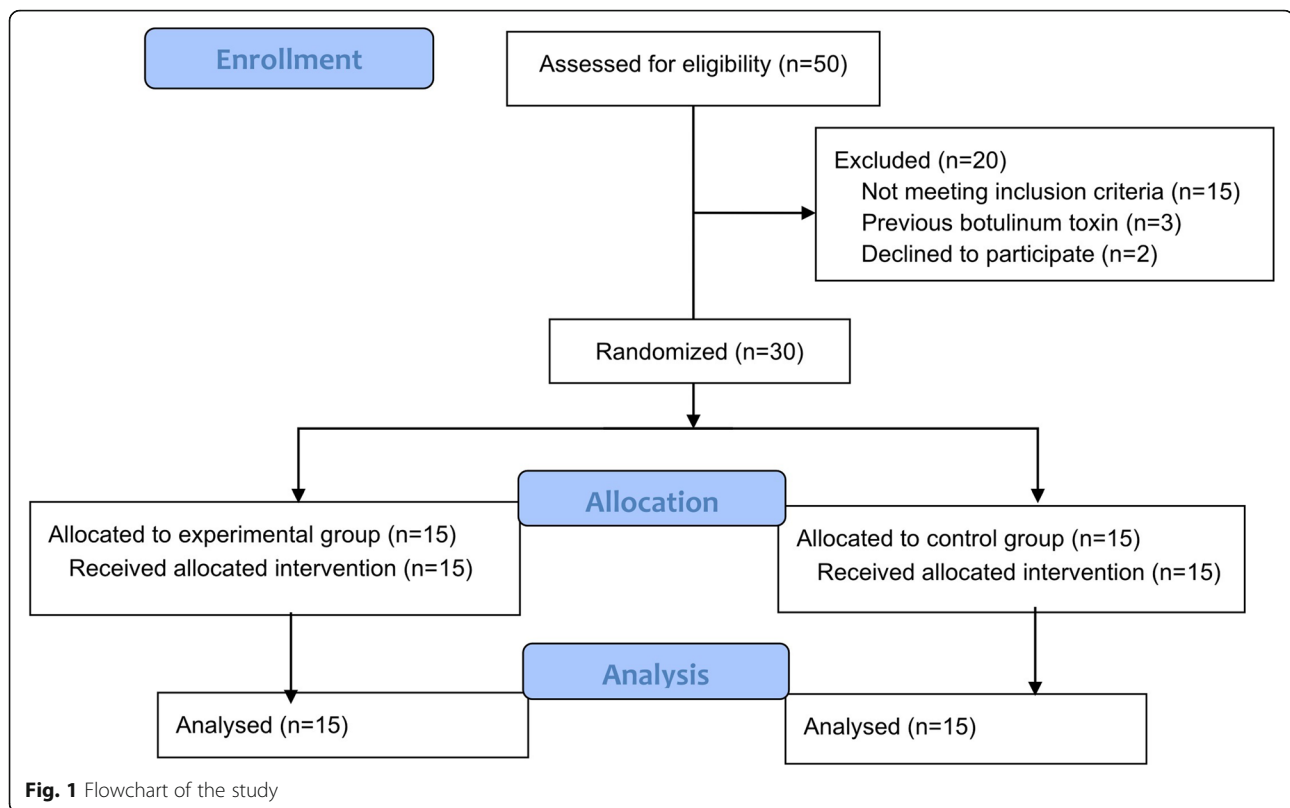 Enrollment
Assessed for eligibility (n=50)
Excluded (n=20)
Not meeting inclusion criteria (n=15)
Previous botulinum toxin (n=3)
Declined to participate (n=2)
Randomized (n=30)
Allocation
Allocated to experimental group (n=15)
Received allocated intervention (n=15)
Allocated to control group (n=15)
Received allocated intervention (n=15)
Analysis
Analysed (n=15)
Analysed (n=15)
Fig. 1 Flowchart of the study